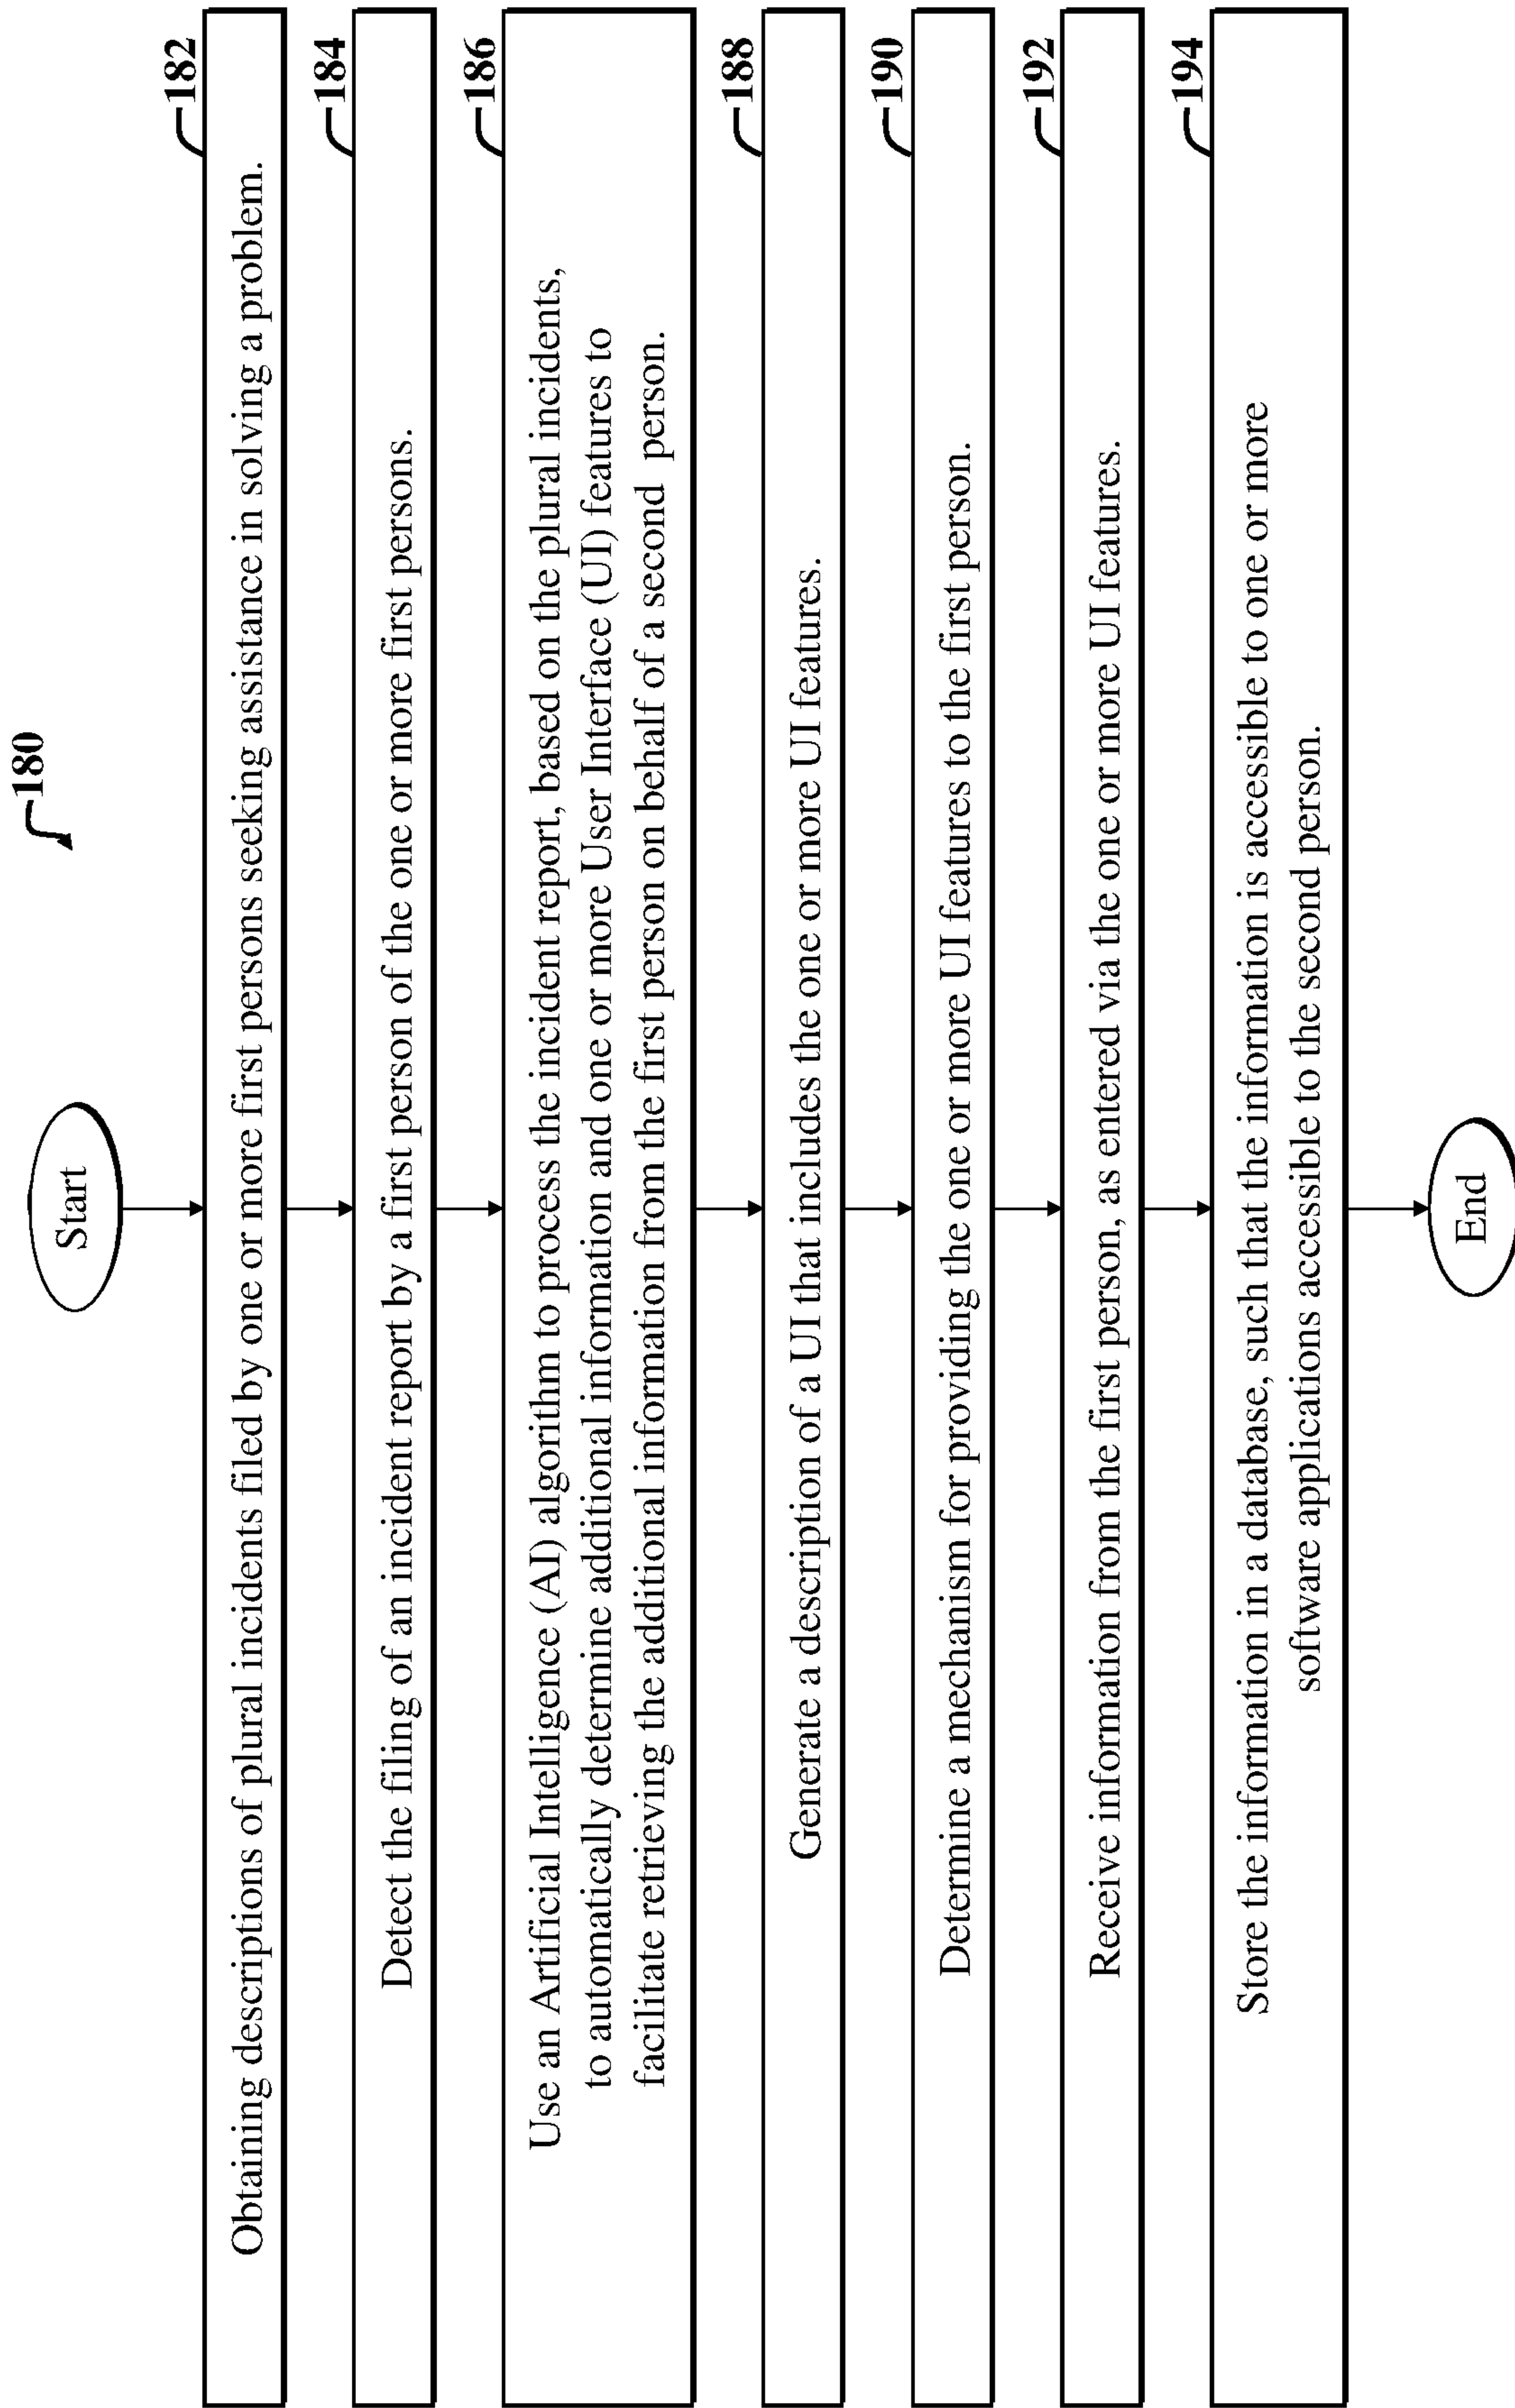 180
Start
182
Obtaining descriptions of plural incidents filed by one or more first persons seeking assistance in solving a problem.
184
Detect the filing of an incident report by a first person of the one or more first persons.
186
Use an Artificial Intelligence (AI) algorithm to process the incident report, based on the plural incidents,
to automatically determine additional information and one or more User Interface (UI) features to
facilitate retrieving the additional information from the first person on behalf of a second person.
188
Generate a description of a UI that includes the one or more UI features.
190
Determine a mechanism for providing the one or more UI features to the first person.
192
Receive information from the first person, as entered via the one or more UI features.
194
Store the information in a database, such that the information is accessible to one or more
software applications accessible to the second person.
End